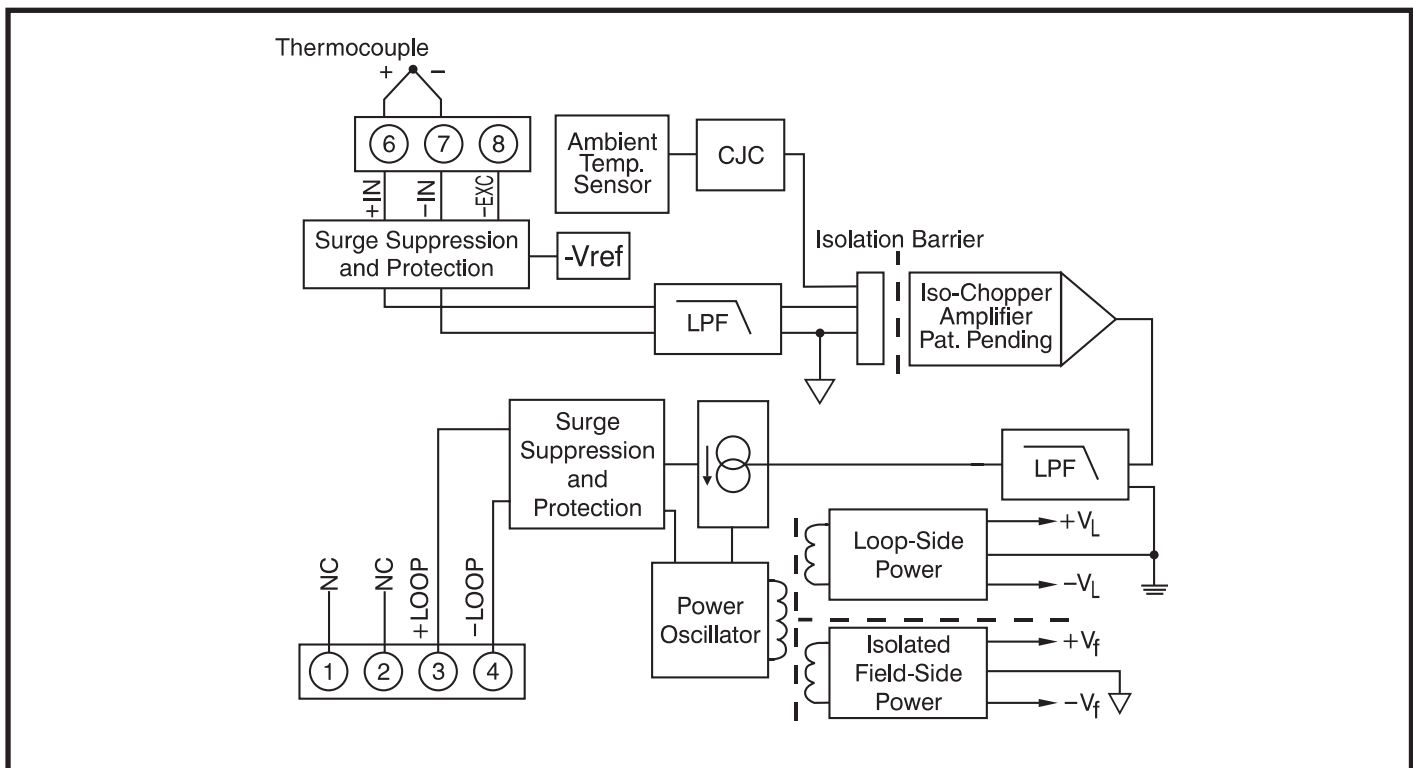 Thermocouple
+ −
6 7 8
+IN
−IN
−EXC
Surge Suppression
and Protection
-Vref
Ambient
Temp.
Sensor
CJC
Isolation Barrier
LPF
Iso-Chopper
Amplifier
Pat. Pending
Surge
Suppression
and
Protection
LPF
NC
NC
+LOOP
−LOOP
1 2 3 4
Power
Oscillator
Loop-Side
Power
+VL
−VL
Isolated
Field-Side
Power
+Vf
−Vf